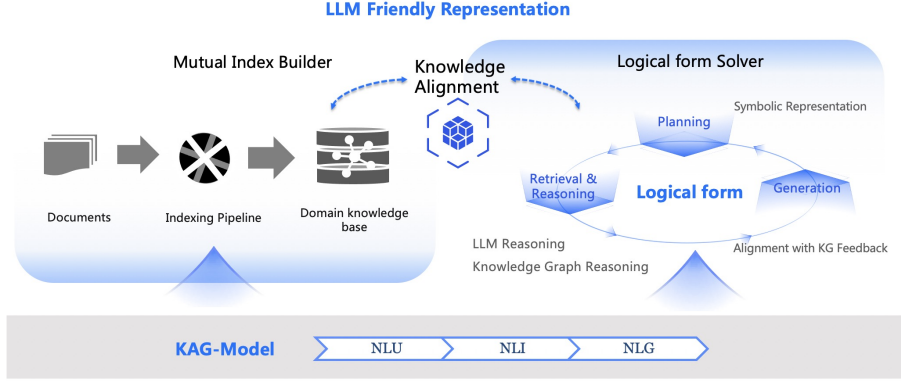 LLM Friendly Representation
Mutual Index Builder
Knowledge
Alignment
Logical form Solver
Symbolic Representation
Planning
Retrieval &
Reasoning
Logical form
Generation
Documents
Indexing Pipeline
Domain knowledge
base
LLM Reasoning
Knowledge Graph Reasoning
Alignment with KG Feedback
KAG-Model
NLU
NLI
NLG